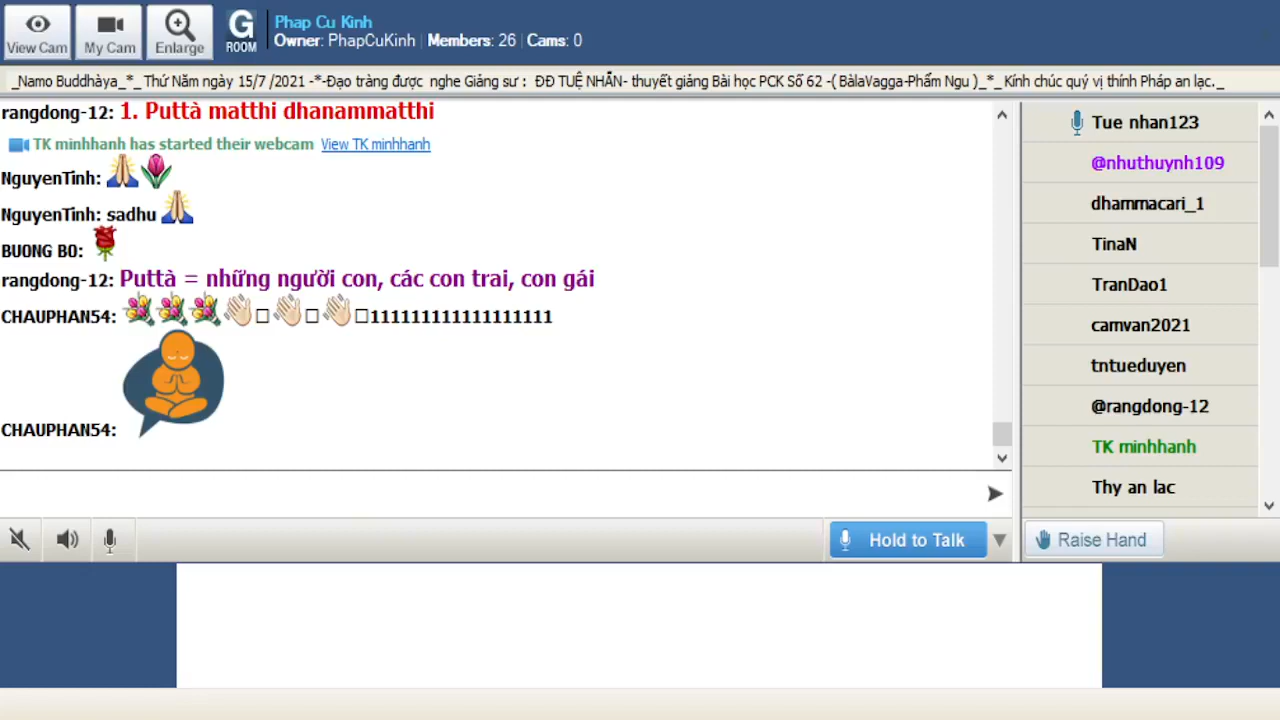 View Cam
My Cam
Enlarge
G
ROOM
Phap Cu Kinh
Owner: PhapCuKinh Members: 26 Cams: 0
_Namo Buddhàya_*_ Thứ Năm ngày 15/7 /2021 -*-Đạo tràng được nghe Giảng sư : ĐĐ TUỆ NHẪN- thuyết giảng Bài học PCK Số 62 -( BàlaVagga-Phẩm Ngu )_*_Kính chúc quý vị thính Pháp an lạc._
rangdong-12: 1. Puttà matthi dhanammatthi
TK minhhanh has started their webcam View TK minhhanh
NguyenTinh:
NguyenTinh: sadhu
BUONG BO:
rangdong-12: Puttà = những người con, các con trai, con gái
CHAUPHAN54: 111111111111111111
CHAUPHAN54:
Tue nhan123
@nhuthuynh109
dhammacari_1
TinaN
TranDao1
camvan2021
tntueduyen
@rangdong-12
TK minhhanh
Thy an lac
Hold to Talk
Raise Hand